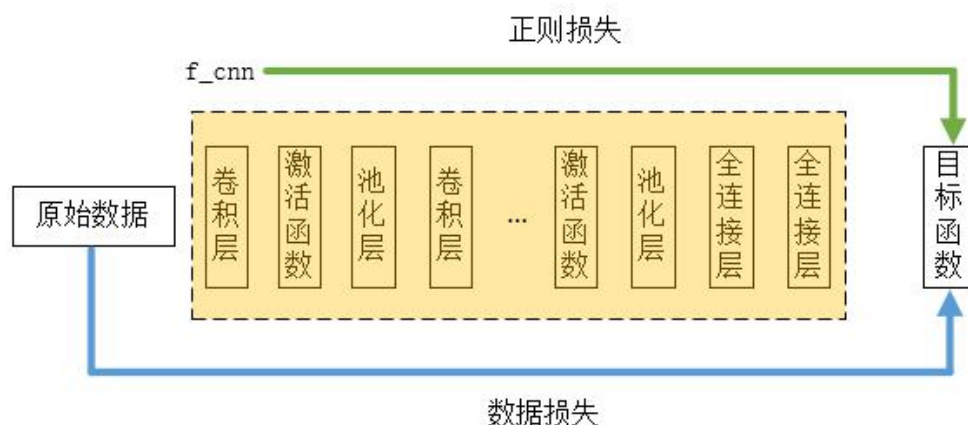 正则损失
f_cnn
原始数据
卷积层
激活函数
池化层
卷积层
...
激活函数
池化层
全连接层
全连接层
目标函数
数据损失